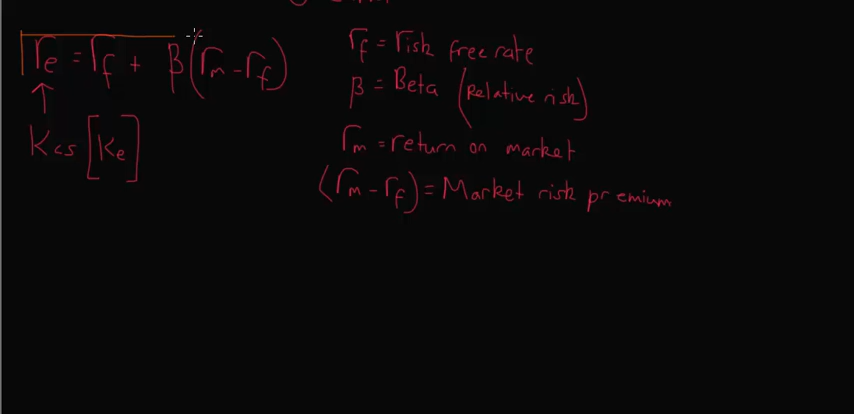 re = rf + β(rm - rf)
Kcs [Ke]
rf = risk free rate
β = Beta (Relative risk)
rm = return on market
(rm - rf) = Market risk premium